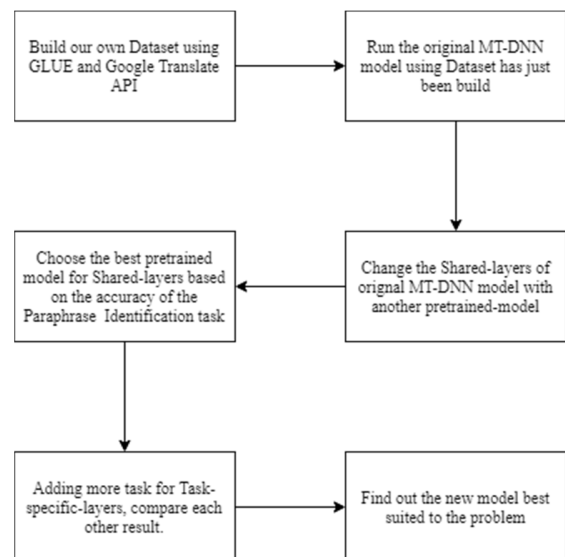 Build our own Dataset using
GLUE and Google Translate
API
Run the original MT-DNN
model using Dataset has just
been build
Change the Shared-layers of
orignal MT-DNN model with
another pretrained-model
Choose the best pretrained
model for Shared-layers based
on the accuracy of the
Paraphrase Identification task
Adding more task for Task-
specific-layers, compare each
other result.
Find out the new model best
suited to the problem